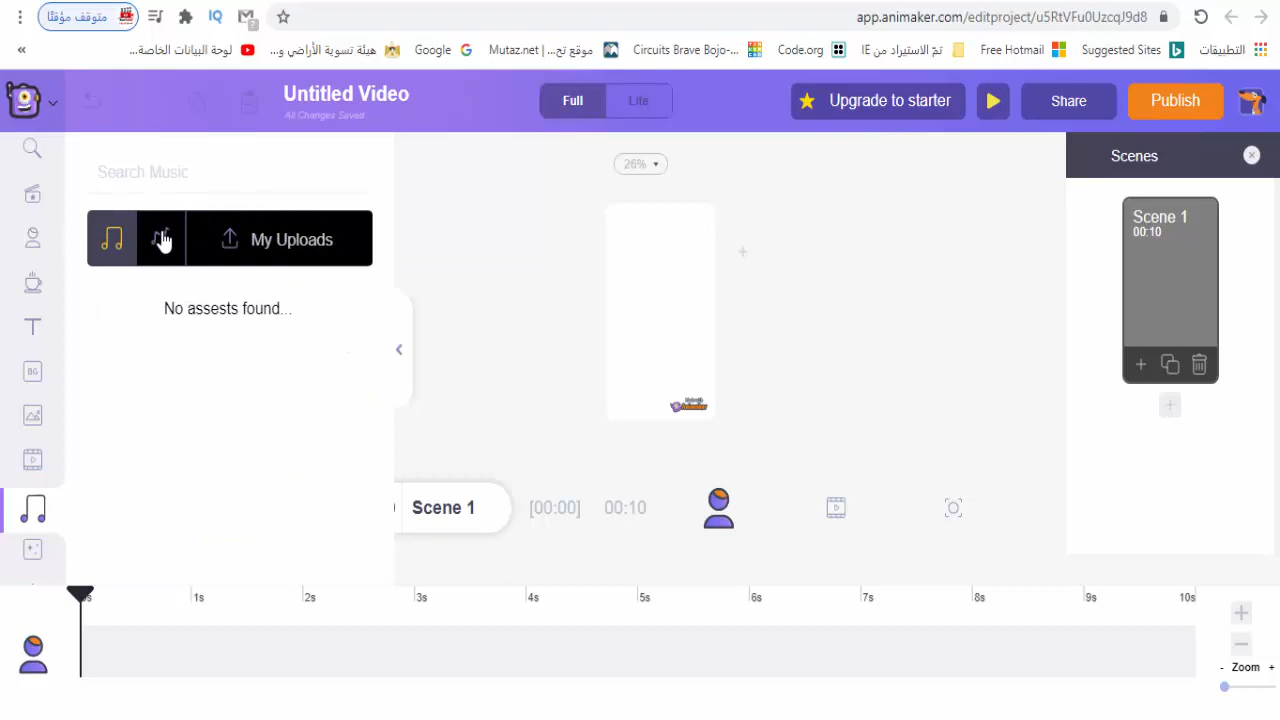 متوقف مؤقتًا
IQ
app.animaker.com/editproject/u5RtVFu0UzcqJ9d8
«
لوحة البيانات الخاصة...
هيئة تسوية الأراضي و...
Google
Mutaz.net | موقع تج...
Circuits Brave Bojo-...
Code.org
تمّ الاستيراد من IE
Free Hotmail
Suggested Sites
التطبيقات
Untitled Video
All Changes Saved
Full
Lite
Upgrade to starter
Share
Publish
Search Music
26%
Scenes
My Uploads
Scene 1
00:10
No assests found...
BG
Scene 1
[00:00]
00:10
1s
2s
3s
4s
5s
6s
7s
8s
9s
10s
- Zoom +